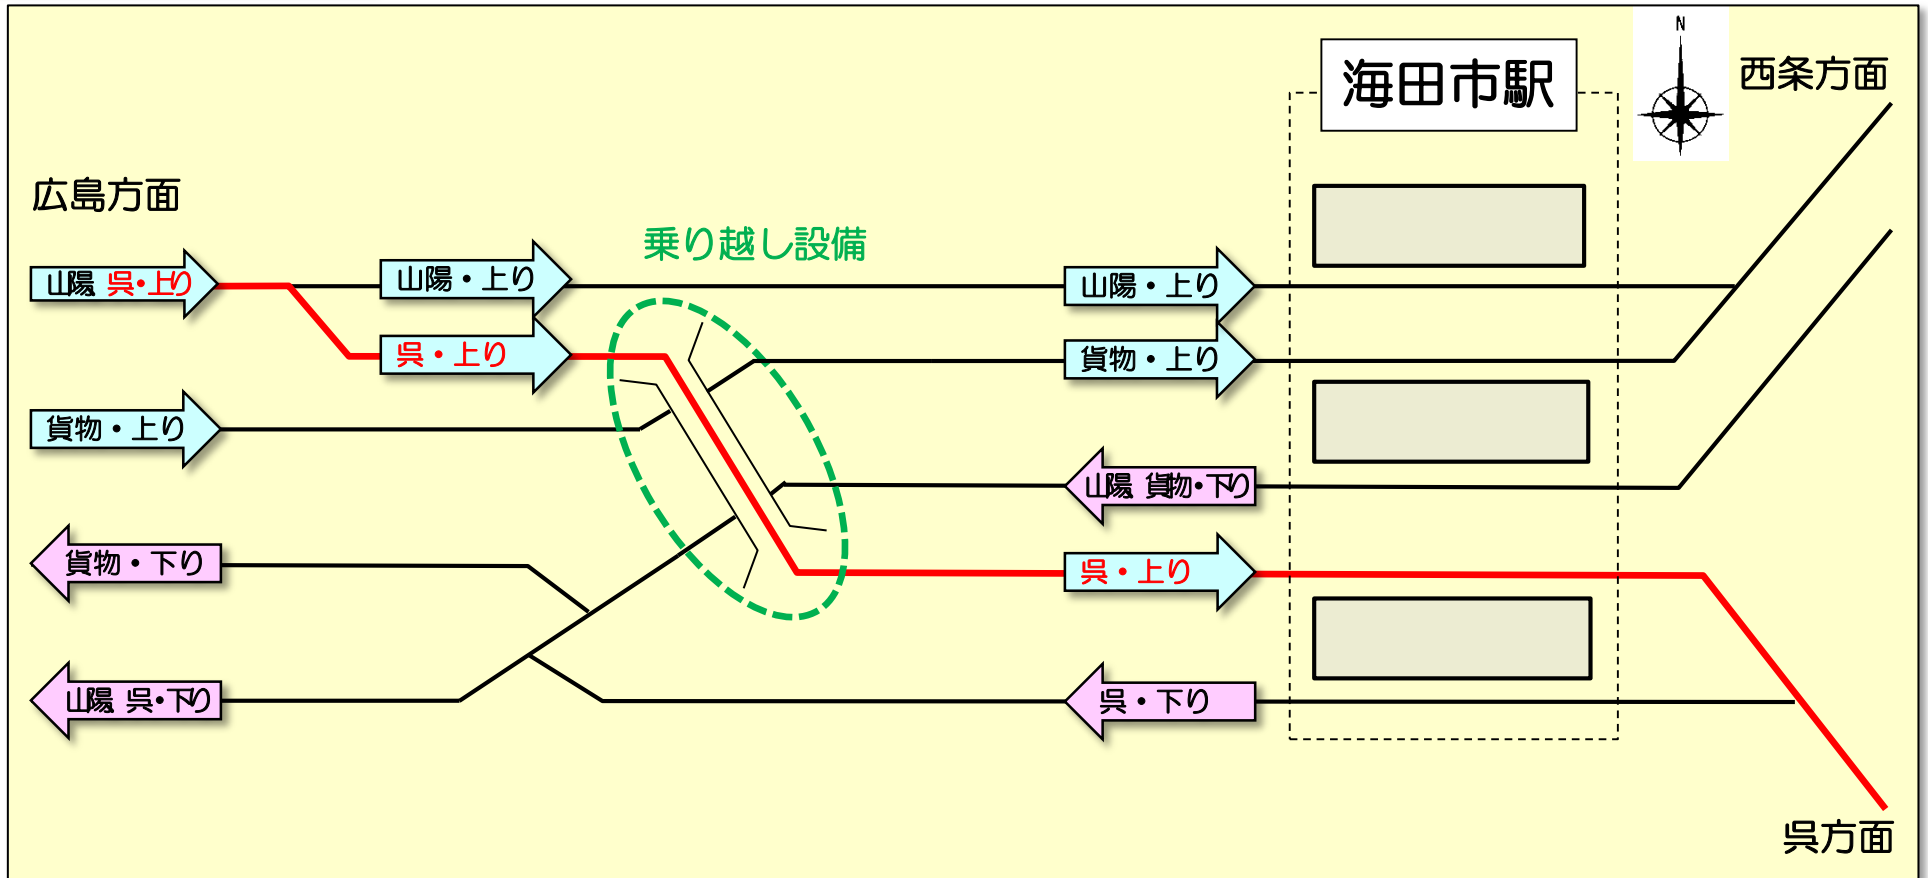 N
海田市駅
西条方面
広島方面
乗り越し設備
山陽 呉・上り
山陽・上り
山陽・上り
呉・上り
貨物・上り
貨物・上り
山陽 貨物・下り
貨物・下り
呉・上り
山陽 呉・下り
呉・下り
呉方面